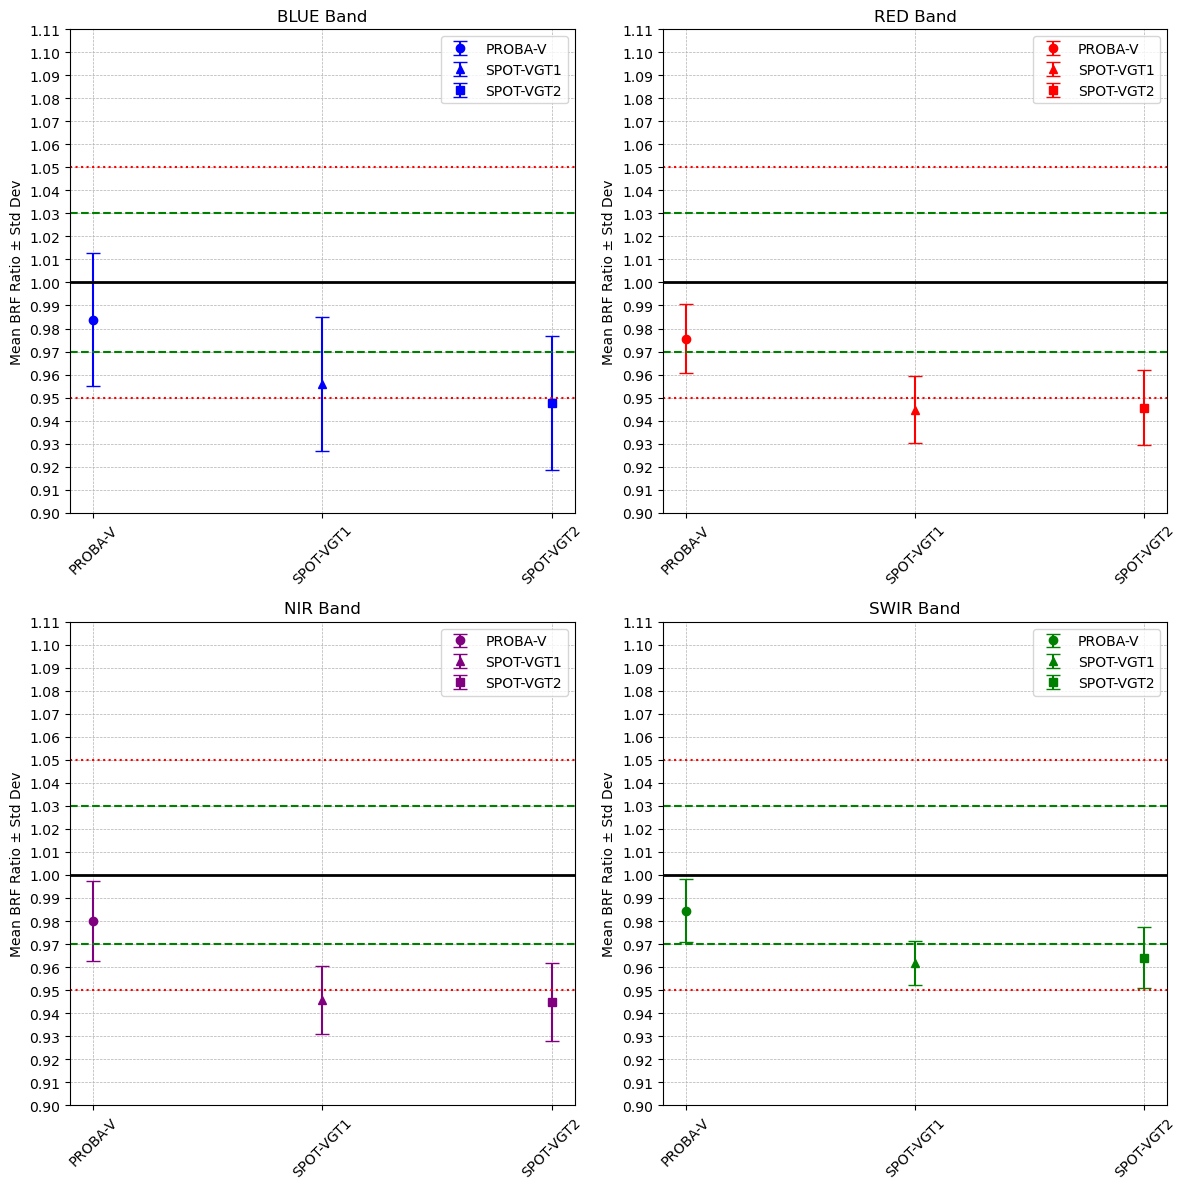 BLUE Band
Mean BRF Ratio ± Std Dev
1.11
1.10
1.09
1.08
1.07
1.06
1.05
1.04
1.03
1.02
1.01
1.00
0.99
0.98
0.97
0.96
0.95
0.94
0.93
0.92
0.91
0.90
PROBA-V
SPOT-VGT1
SPOT-VGT2
PROBA-V
SPOT-VGT1
SPOT-VGT2
RED Band
Mean BRF Ratio ± Std Dev
1.11
1.10
1.09
1.08
1.07
1.06
1.05
1.04
1.03
1.02
1.01
1.00
0.99
0.98
0.97
0.96
0.95
0.94
0.93
0.92
0.91
0.90
PROBA-V
SPOT-VGT1
SPOT-VGT2
PROBA-V
SPOT-VGT1
SPOT-VGT2
NIR Band
Mean BRF Ratio ± Std Dev
1.11
1.10
1.09
1.08
1.07
1.06
1.05
1.04
1.03
1.02
1.01
1.00
0.99
0.98
0.97
0.96
0.95
0.94
0.93
0.92
0.91
0.90
PROBA-V
SPOT-VGT1
SPOT-VGT2
PROBA-V
SPOT-VGT1
SPOT-VGT2
SWIR Band
Mean BRF Ratio ± Std Dev
1.11
1.10
1.09
1.08
1.07
1.06
1.05
1.04
1.03
1.02
1.01
1.00
0.99
0.98
0.97
0.96
0.95
0.94
0.93
0.92
0.91
0.90
PROBA-V
SPOT-VGT1
SPOT-VGT2
PROBA-V
SPOT-VGT1
SPOT-VGT2